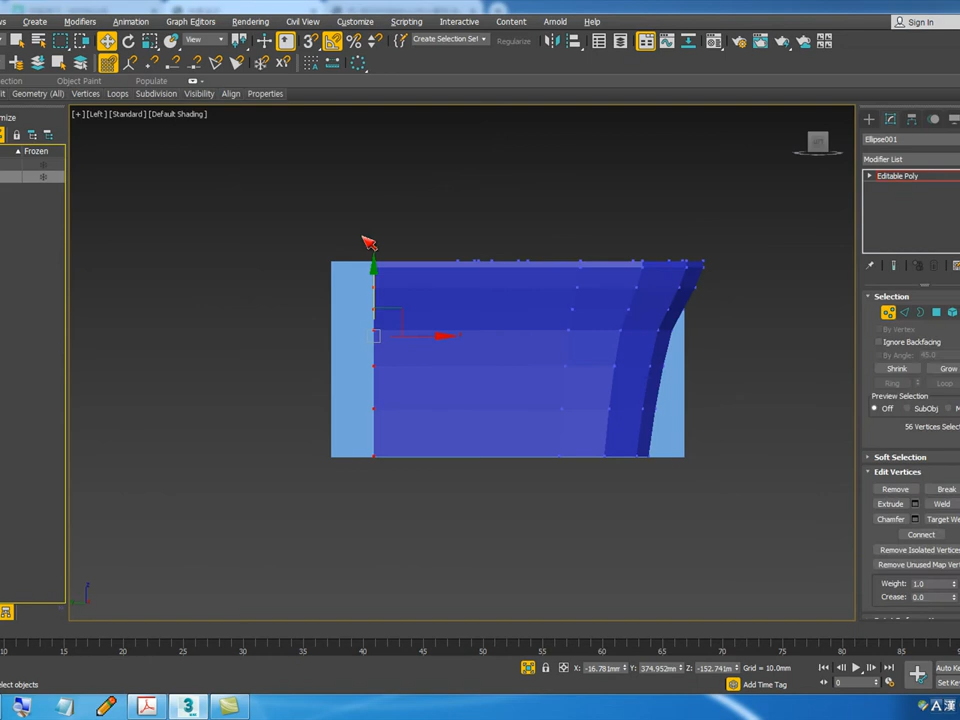 Create Modifiers Animation Graph Editors Rendering Civil View Customize Scripting Interactive Content Arnold Help Sign In
View Create Selection Set Regularize
Object Paint Populate
Geometry (All) Vertices Loops Subdivision Visibility Align Properties
[+] [Left] [Standard] [Default Shading]
Frozen
Ellipse001
Modifier List
Editable Poly
Selection
By Vertex
Ignore Backfacing
By Angle: 45.0
Shrink Grow
Ring Loop
Preview Selection
Off SubObj
56 Vertices Select
Soft Selection
Edit Vertices
Remove Break
Extrude Weld
Chamfer Target We
Connect
Remove Isolated Vertices
Remove Unused Map Vert
Weight: 1.0
Crease: 0.0
z
10 15 20 25 30 35 40 45 50 55 60 65 70 75 80 85 90
X: -16.781mm Y: 374.952mm Z: -152.741m Grid = 10.0mm
Auto Key
elect objects
Add Time Tag
0
Set Key
3
A 漢